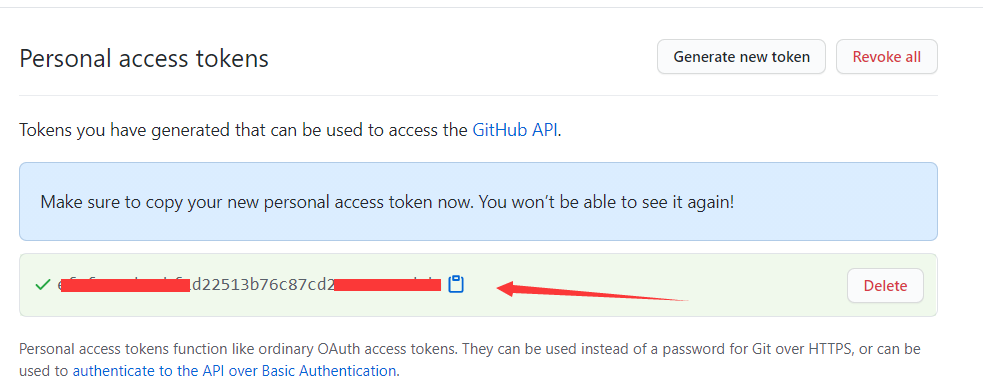 Personal access tokens
Generate new token
Revoke all
Tokens you have generated that can be used to access the GitHub API.
Make sure to copy your new personal access token now. You won’t be able to see it again!
d22513b76c87cd2
Delete
Personal access tokens function like ordinary OAuth access tokens. They can be used instead of a password for Git over HTTPS, or can be
used to authenticate to the API over Basic Authentication.